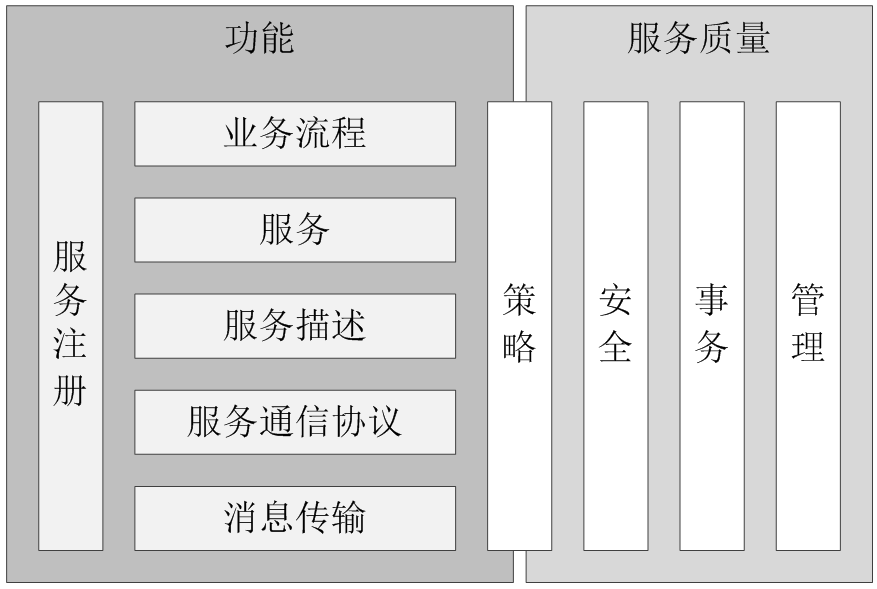 功能
服务注册
业务流程
服务
服务描述
服务通信协议
消息传输
服务质量
策略
安全
事务
管理